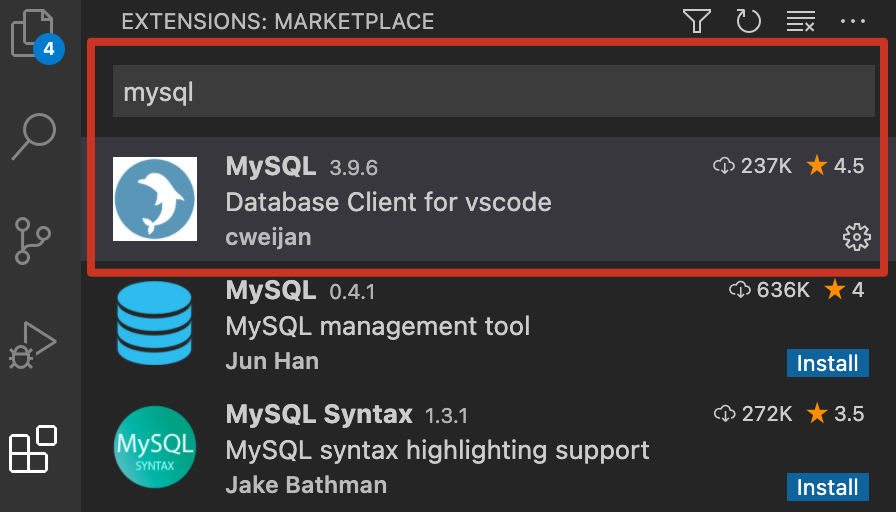 EXTENSIONS: MARKETPLACE
4
mysql
MySQL 3.9.6 237K 4.5
Database Client for vscode
cweijan
MySQL 0.4.1 636K 4
MySQL management tool
Jun Han
Install
MySQL Syntax 1.3.1 272K 3.5
MySQL
SYNTAX
MySQL syntax highlighting support
Jake Bathman
Install